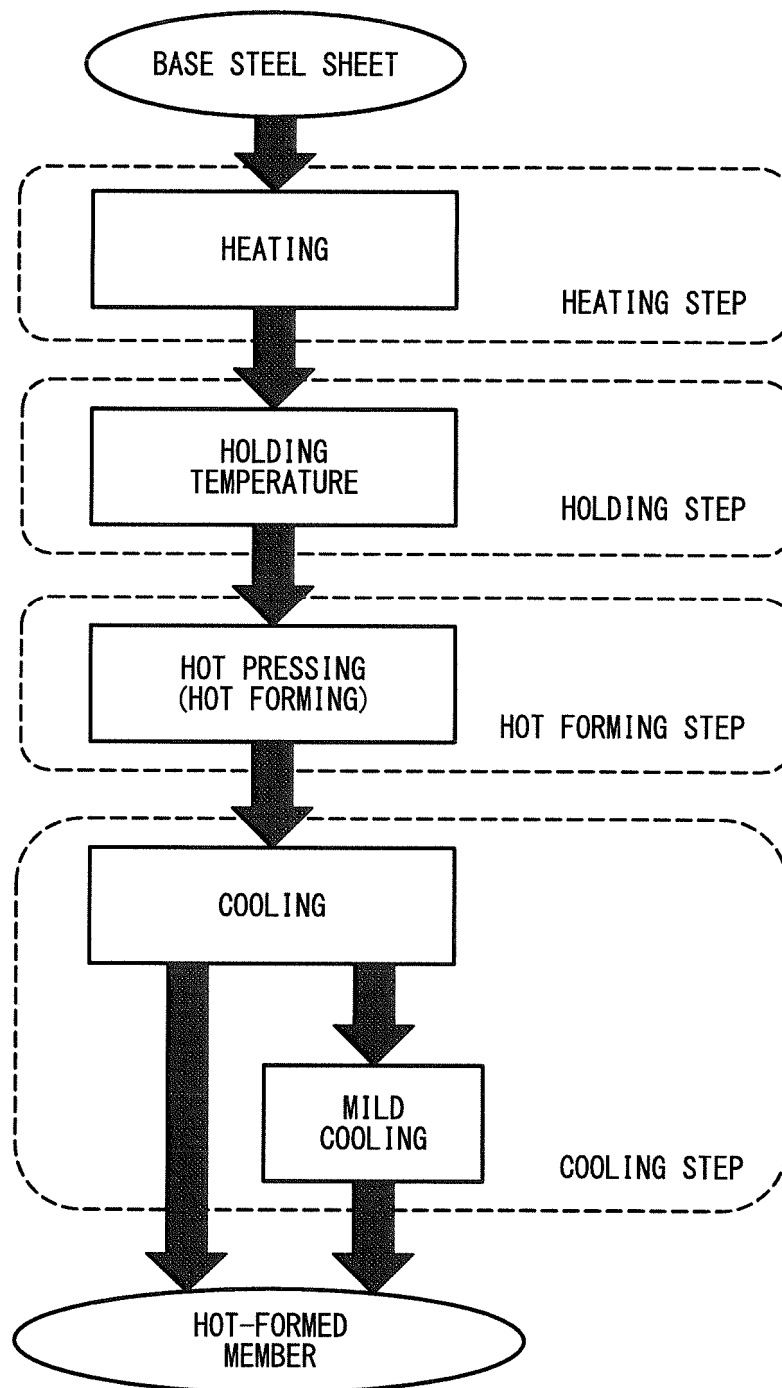 BASE STEEL SHEET
HEATING
HEATING STEP
HOLDING
TEMPERATURE
HOLDING STEP
HOT PRESSING
(HOT FORMING)
HOT FORMING STEP
COOLING
MILD
COOLING
COOLING STEP
HOT-FORMED
MEMBER